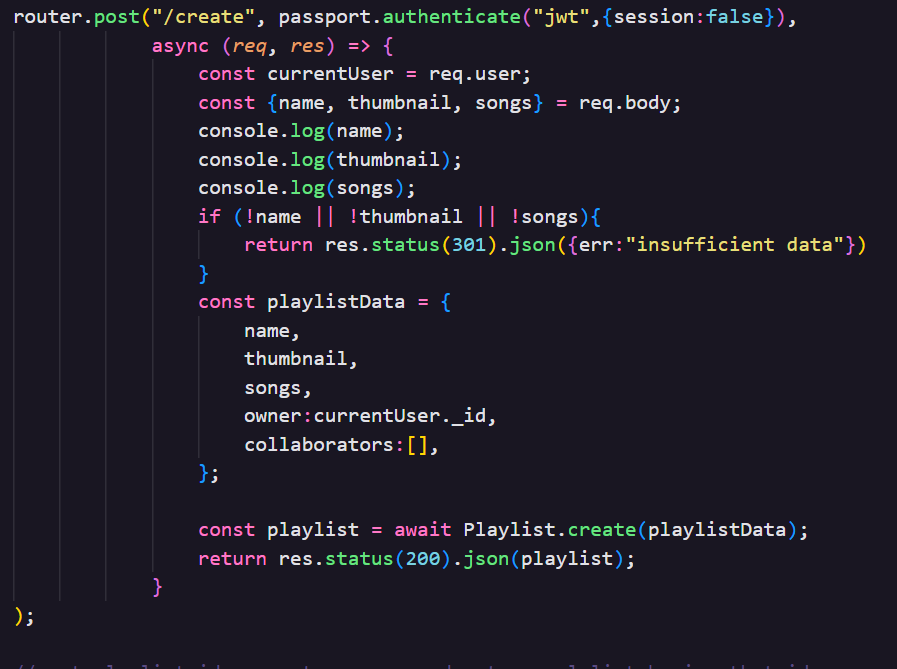 router.post("/create", passport.authenticate("jwt",{session:false}),
async (req, res) => {
const currentUser = req.user;
const {name, thumbnail, songs} = req.body;
console.log(name);
console.log(thumbnail);
console.log(songs);
if (!name || !thumbnail || !songs){
return res.status(301).json({err:"insufficient data"})
}
const playlistData = {
name,
thumbnail,
songs,
owner:currentUser._id,
collaborators:[],
};
const playlist = await Playlist.create(playlistData);
return res.status(200).json(playlist);
}
);